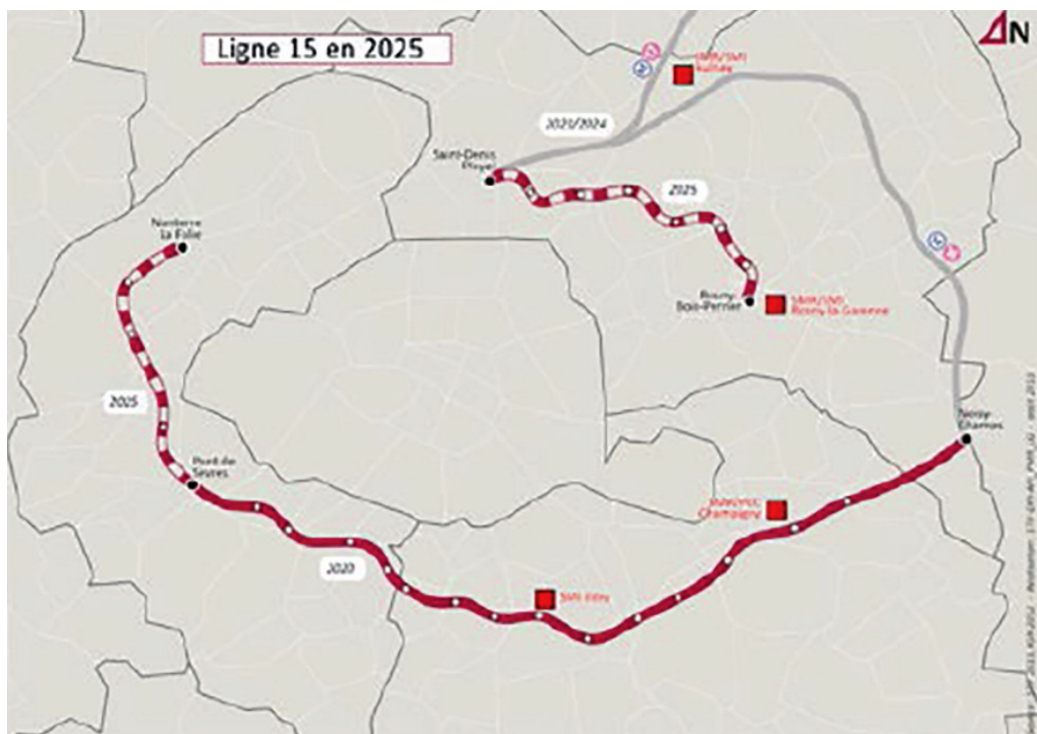 Ligne 15 en 2025
N
SMR/SMI
Aulnay
2023/2024
Saint-Denis
Pleyel
2025
Nanterre
la Folie
Rosny-
Bois-Perrier
SMR/SMI
Rosny-la Garenne
2025
Noisy-
Champs
Pont de
Sèvres
Champigny
2020
SMI Vitry